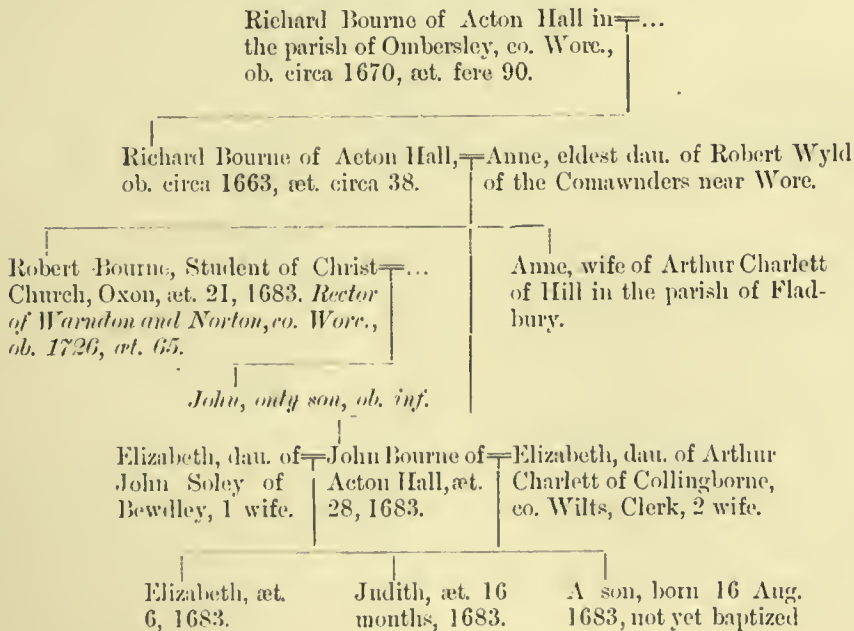 Richard Bourne of Acton Hall in=...
the parish of Ombersley, co. Worc.,
ob. circa 1670, æt. fere 90.
Richard Bourne of Acton Hall,=Anne, eldest dau. of Robert Wyld
ob. circa 1663, æt. circa 38.
of the Comawnders near Worc.
Robert Bourne, Student of Christ=...
Church, Oxon, æt. 21, 1683. Rector
of Warndon and Norton, co. Worc.,
ob. 1726, æt. 65.
Anne, wife of Arthur Charlett
of Hill in the parish of Flad-
bury.
John, only son, ob. inf.
Elizabeth, dau. of=
John Soley of
Bewdley, 1 wife.
John Bourne of=
Acton Hall, æt.
28, 1683.
Elizabeth, dau. of Arthur
Charlett of Collingborne,
co. Wilts, Clerk, 2 wife.
Elizabeth, æt.
6, 1683.
Judith, æt. 16
months, 1683.
A son, born 16 Aug.
1683, not yet baptized